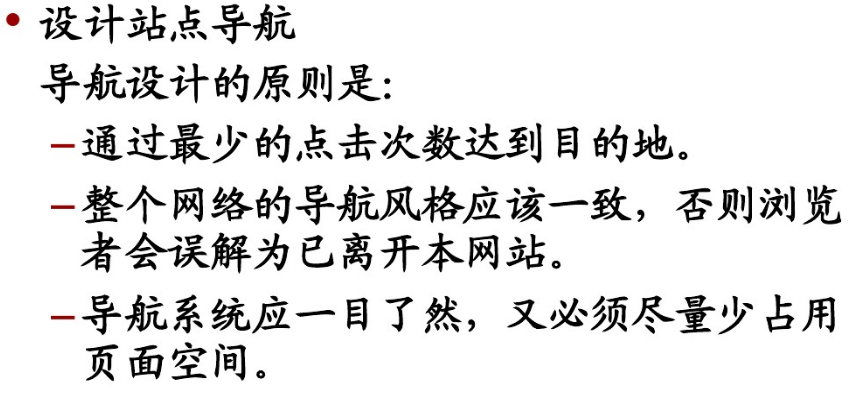 • 设计站点导航
导航设计的原则是:
–通过最少的点击次数达到目的地。
–整个网络的导航风格应该一致，否则浏览
者会误解为已离开本网站。
–导航系统应一目了然，又必须尽量少占用
页面空间。